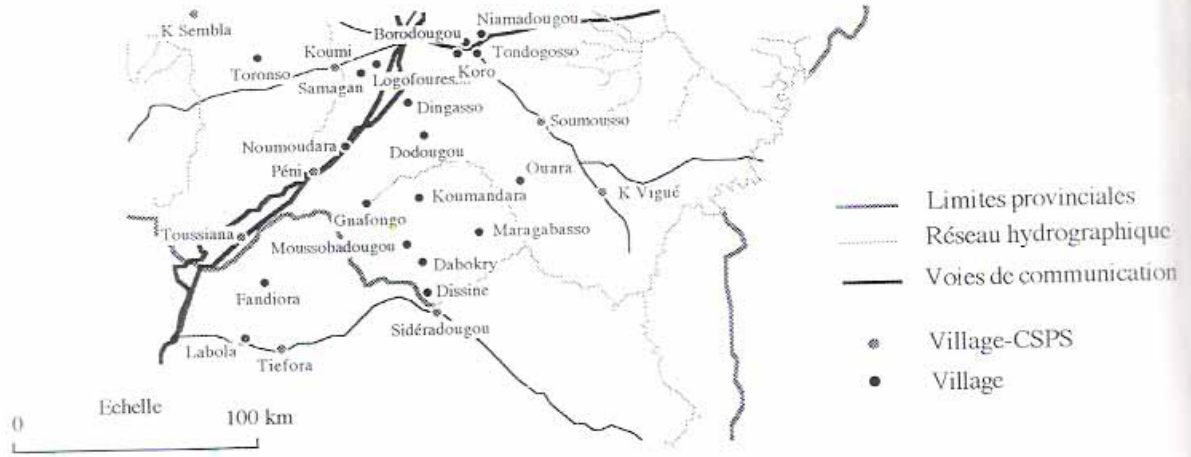 Niamadougou
K Sembla
Borodougou
Koumi
Tondogosso
Toronso
Koro
Samagan
Logofoures....
Dingasso
Soumousso
Noumoudara
Dodougou
Péni
Ouara
K Vigué
Koumandara
Gnafongo
Toussiana
Maragabasso
Moussobadougou
Dabokry
Fandiora
Dissine
Sidéradougou
Labola
Tiefora
Limites provinciales
Réseau hydrographique
Voies de communication
Village-CSPS
Village
Echelle
0 100 km